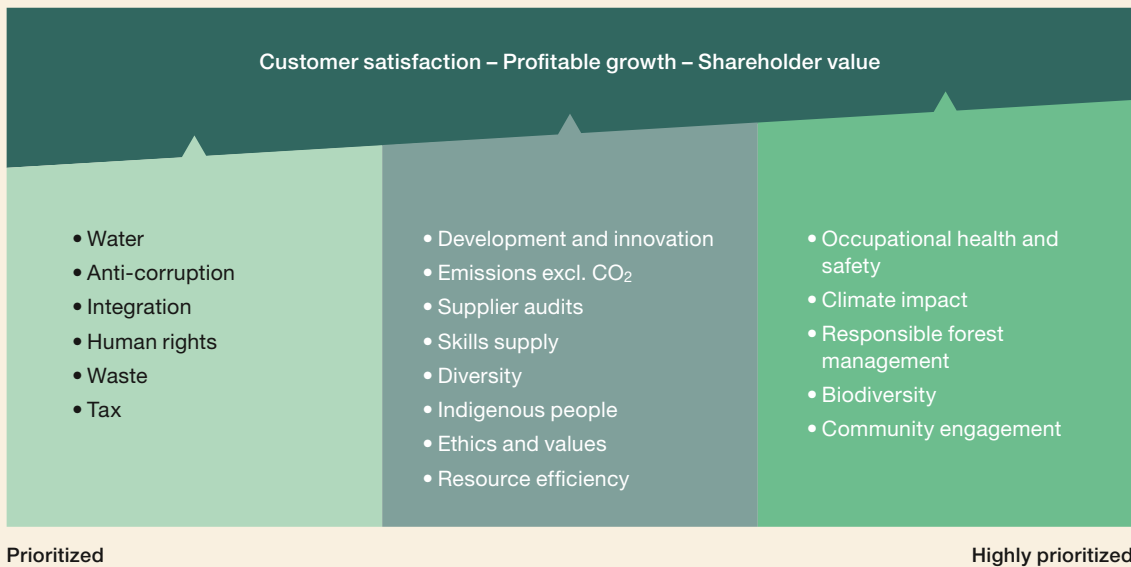 Customer satisfaction – Profitable growth – Shareholder value
• Water
• Anti-corruption
• Integration
• Human rights
• Waste
• Tax
• Development and innovation
• Emissions excl. CO₂
• Supplier audits
• Skills supply
• Diversity
• Indigenous people
• Ethics and values
• Resource efficiency
• Occupational health and
safety
• Climate impact
• Responsible forest
management
• Biodiversity
• Community engagement
Prioritized
Highly prioritized